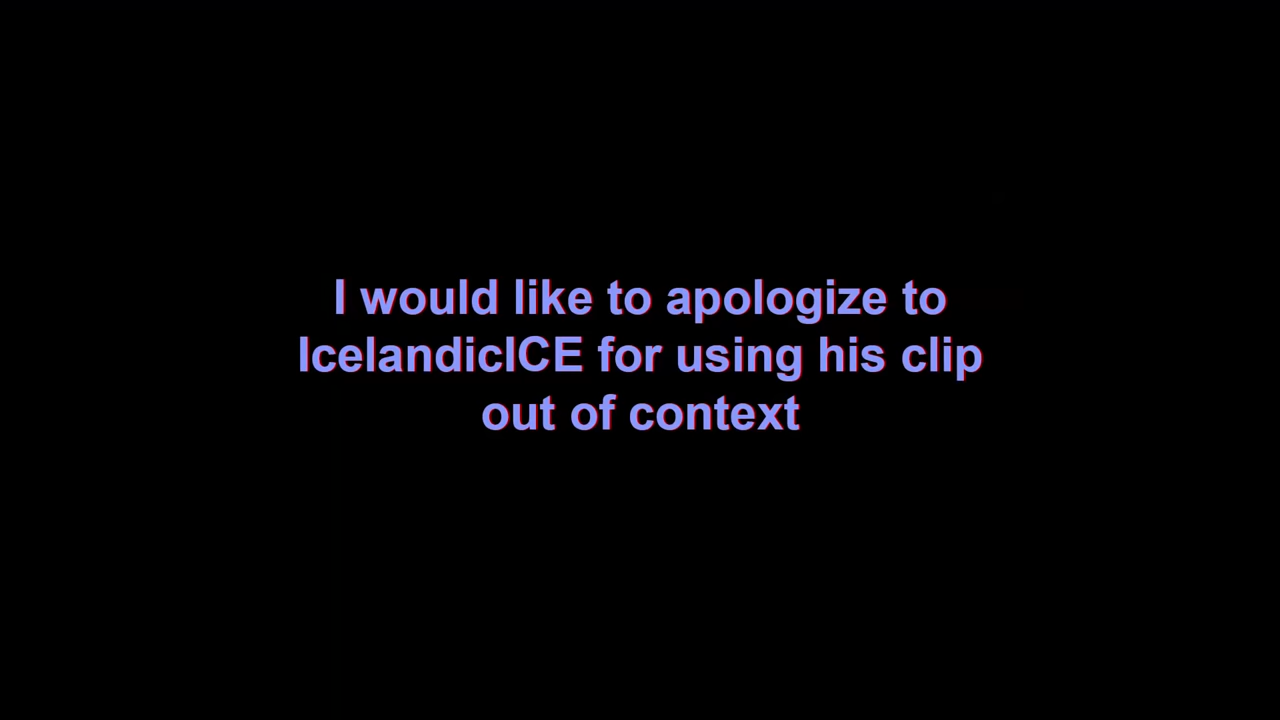 I would like to apologize to
IcelandicICE for using his clip
out of context